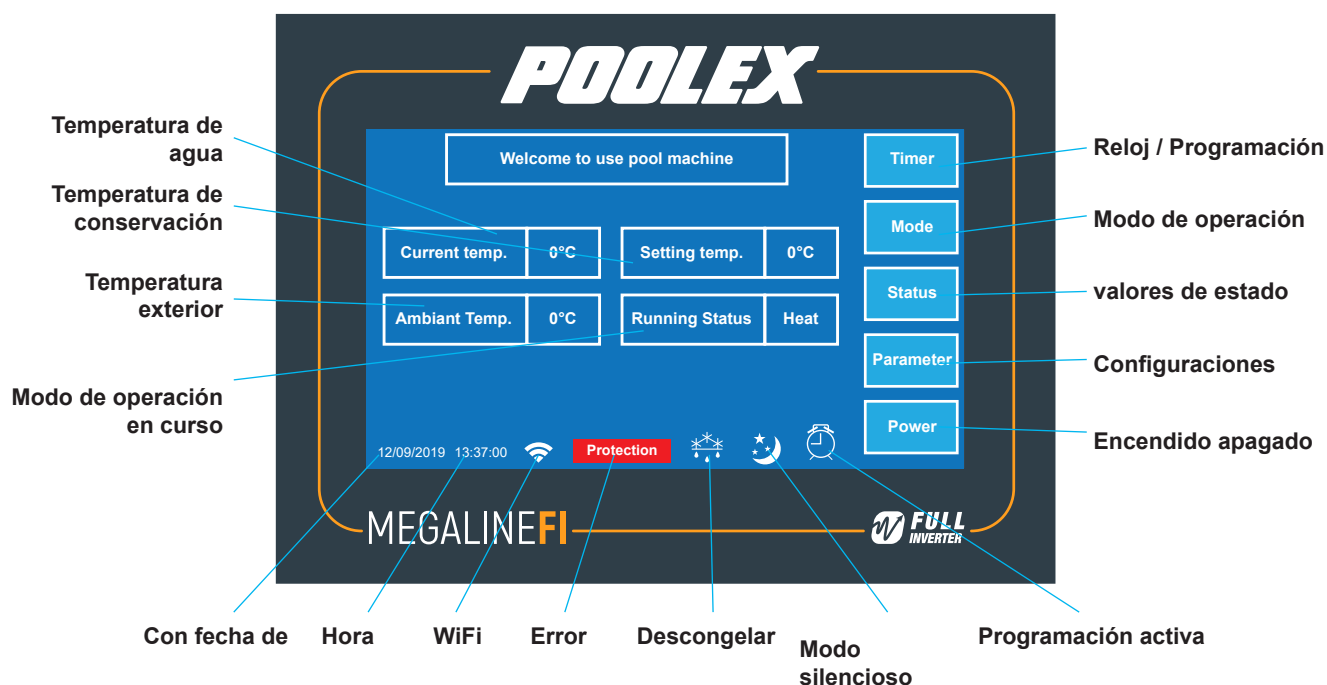 POOLEX
Temperatura de
agua
Temperatura de
conservación
Temperatura
exterior
Modo de operación
en curso
Welcome to use pool machine
Current temp. 0°C Setting temp. 0°C
Ambiant Temp. 0°C Running Status Heat
12/09/2019 13:37:00 Protection
Timer
Mode
Status
Parameter
Power
Reloj / Programación
Modo de operación
valores de estado
Configuraciones
Encendido apagado
MEGALINEFI
FULL
INVERTER
Con fecha de Hora WiFi Error Descongelar
Modo
silencioso
Programación activa